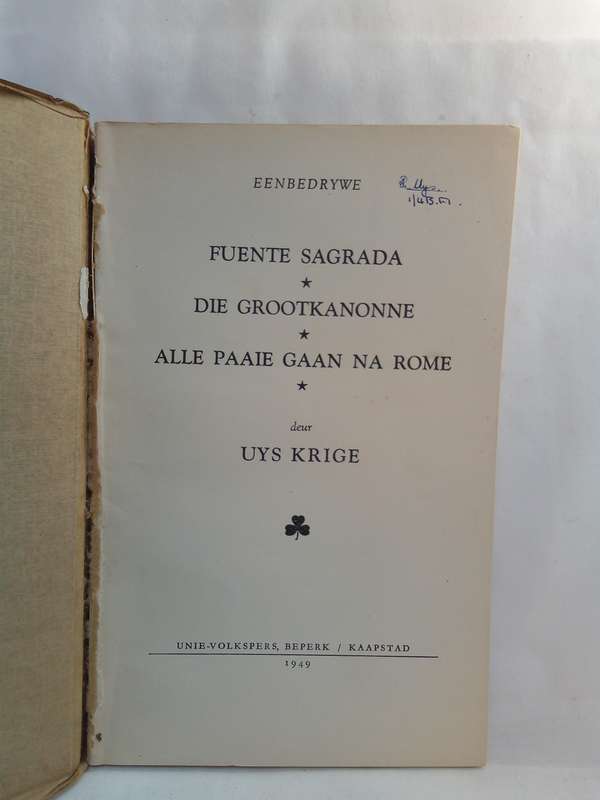 EENBEDRYWE
FUENTE SAGRADA
★
DIE GROOTKANONNE
★
ALLE PAAIE GAAN NA ROME
★
deur
UYS KRIGE
UNIE-VOLKSPERS, BEPERK / KAAPSTAD
1949